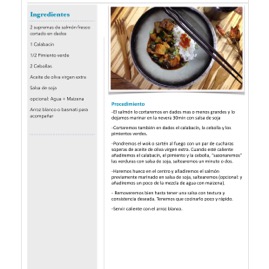 Ingredientes
2 supremas de salmón fresco
cortado en dados
1 Calabacín
1/2 Pimiento verde
2 Cebollas
Aceite de oliva virgen extra
Salsa de soja
opcional: Agua + Maizena
Arroz blanco o basmati para
acompañar
Procedimiento
-El salmón lo cortaremos en dados mas o menos grandes y lo
dejamos marinar en la nevera 30min con salsa de soja
-Cortaremos también en dados el calabacín, la cebolla y los
pimientos verdes.
-Pondremos el wok o sartén al fuego con un par de cucharas
soperas de aceite de oliva virgen extra. Cuando esté caliente
añadiremos el calabacín, el pimiento y la cebolla, "sazonaremos"
las verduras con salsa de soja, saltearemos un minuto o dos.
-Haremos hueco en el centro y añadiremos el salmón
previamente marinado en salsa de soja, saltearemos (opcional: y
añadiremos un poco de la mezcla de agua con maizena).
-Removemos bien hasta tener una salsa con textura y
consistencia deseada. Tenemos que cocinarlo poco y rápido.
-Servir caliente con el arroz blanco.